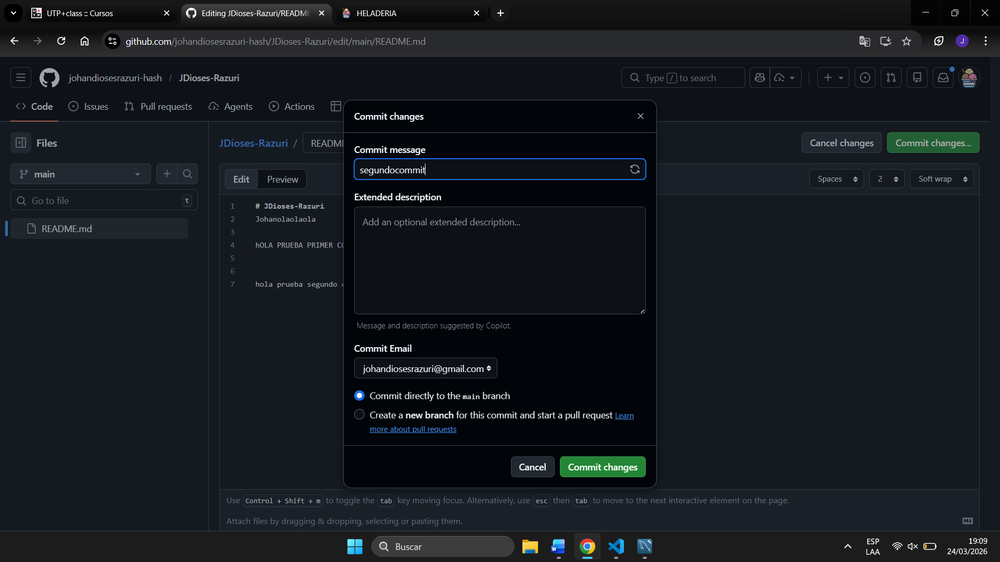 UTP+class :: Cursos
Editing JDioses-Razuri/README
HELADERIA
github.com/johandiosesrazuri-hash/JDioses-Razuri/edit/main/README.md
J
johandiosesrazuri-hash / JDioses-Razuri
Type / to search
Code
Issues
Pull requests
Agents
Actions
Files
main
Go to file
t
README.md
JDioses-Razuri /
Cancel changes
Commit changes...
Edit
Preview
Spaces
2
Soft wrap
1 # JDioses-Razuri
2 Johanolaolaola
3
4 hOLA PRUEBA PRIMER
5
6
7 hola prueba segundo
Commit changes
Commit message
segundocommit
Extended description
Add an optional extended description...
Message and description suggested by Copilot.
Commit Email
johandiosesrazuri@gmail.com
Commit directly to the main branch
Create a new branch for this commit and start a pull request Learn
more about pull requests
Cancel
Commit changes
Use Control + Shift + m to toggle the tab key moving focus. Alternatively, use esc then tab to move to the next interactive element on the page.
Attach files by dragging & dropping, selecting or pasting them.
Buscar
ESP
LAA
19:09
24/03/2026